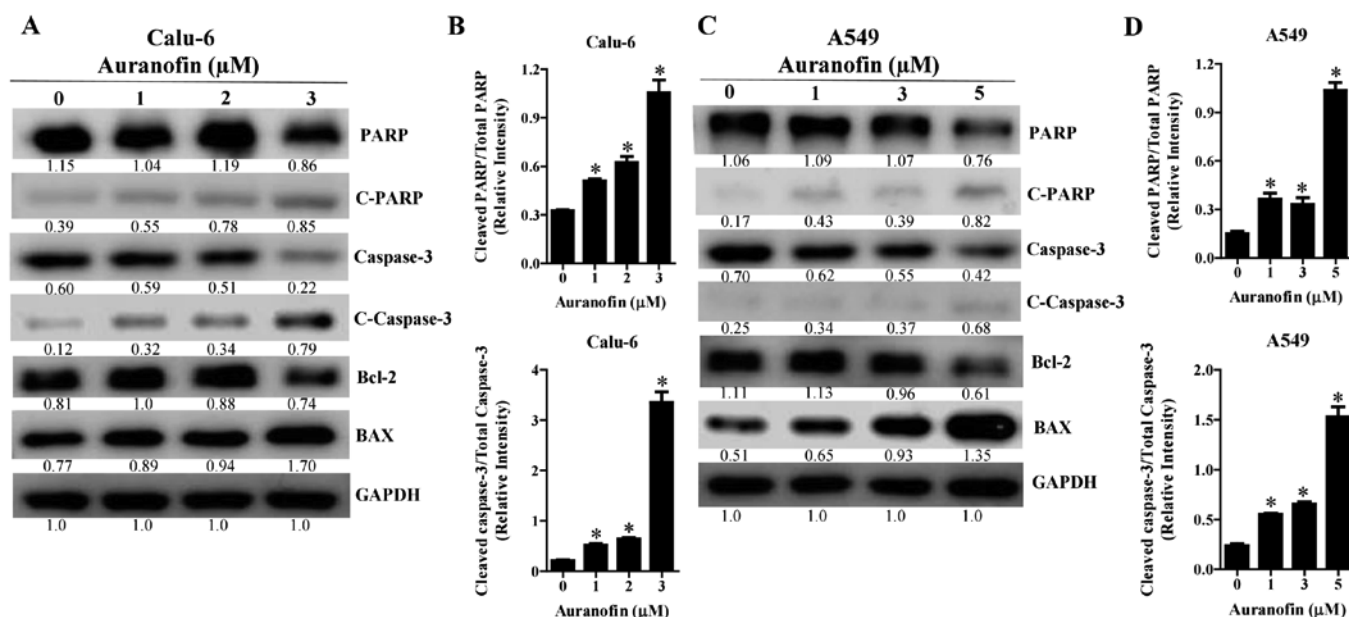 A
Calu-6
Auranofin (µM)
0 1 2 3
PARP
1.15 1.04 1.19 0.86
C-PARP
0.39 0.55 0.78 0.85
Caspase-3
0.60 0.59 0.51 0.22
C-Caspase-3
0.12 0.32 0.34 0.79
Bcl-2
0.81 1.0 0.88 0.74
BAX
0.77 0.89 0.94 1.70
GAPDH
1.0 1.0 1.0 1.0
B
Calu-6
Cleaved PARP/Total PARP
(Relative Intensity)
1.2
0.9
0.6
0.3
0.0
* * *
0 1 2 3
Auranofin (µM)
Calu-6
Cleaved caspase-3/Total Caspase-3
(Relative Intensity)
4
3
2
1
0
* * *
0 1 2 3
Auranofin (µM)
C
A549
Auranofin (µM)
0 1 3 5
PARP
1.06 1.09 1.07 0.76
C-PARP
0.17 0.43 0.39 0.82
Caspase-3
0.70 0.62 0.55 0.42
C-Caspase-3
0.25 0.34 0.37 0.68
Bcl-2
1.11 1.13 0.96 0.61
BAX
0.51 0.65 0.93 1.35
GAPDH
1.0 1.0 1.0 1.0
D
A549
Cleaved PARP/Total PARP
(Relative Intensity)
1.2
0.9
0.6
0.3
0.0
* * *
0 1 3 5
Auranofin (µM)
A549
Cleaved caspase-3/Total Caspase-3
(Relative Intensity)
2.0
1.5
1.0
0.5
0.0
* * *
0 1 3 5
Auranofin (µM)